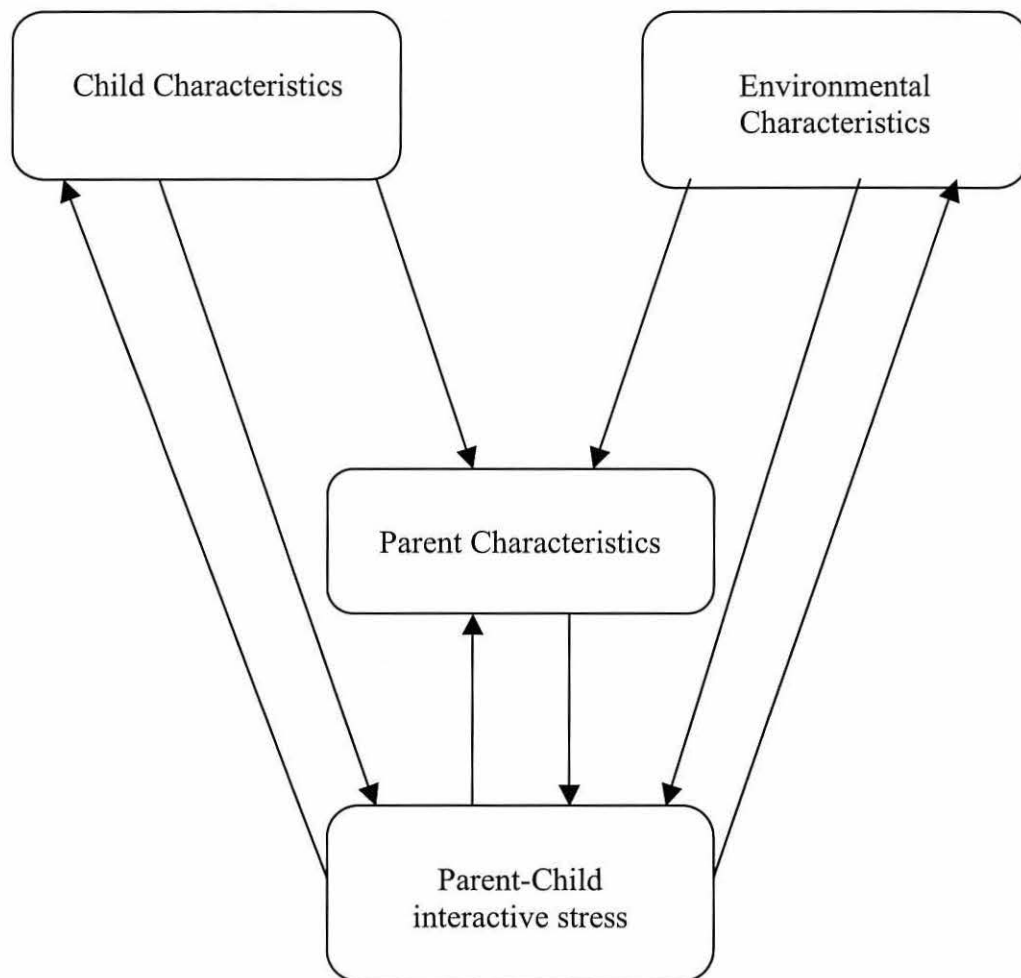 Child Characteristics
Environmental
Characteristics
Parent Characteristics
Parent-Child
interactive stress